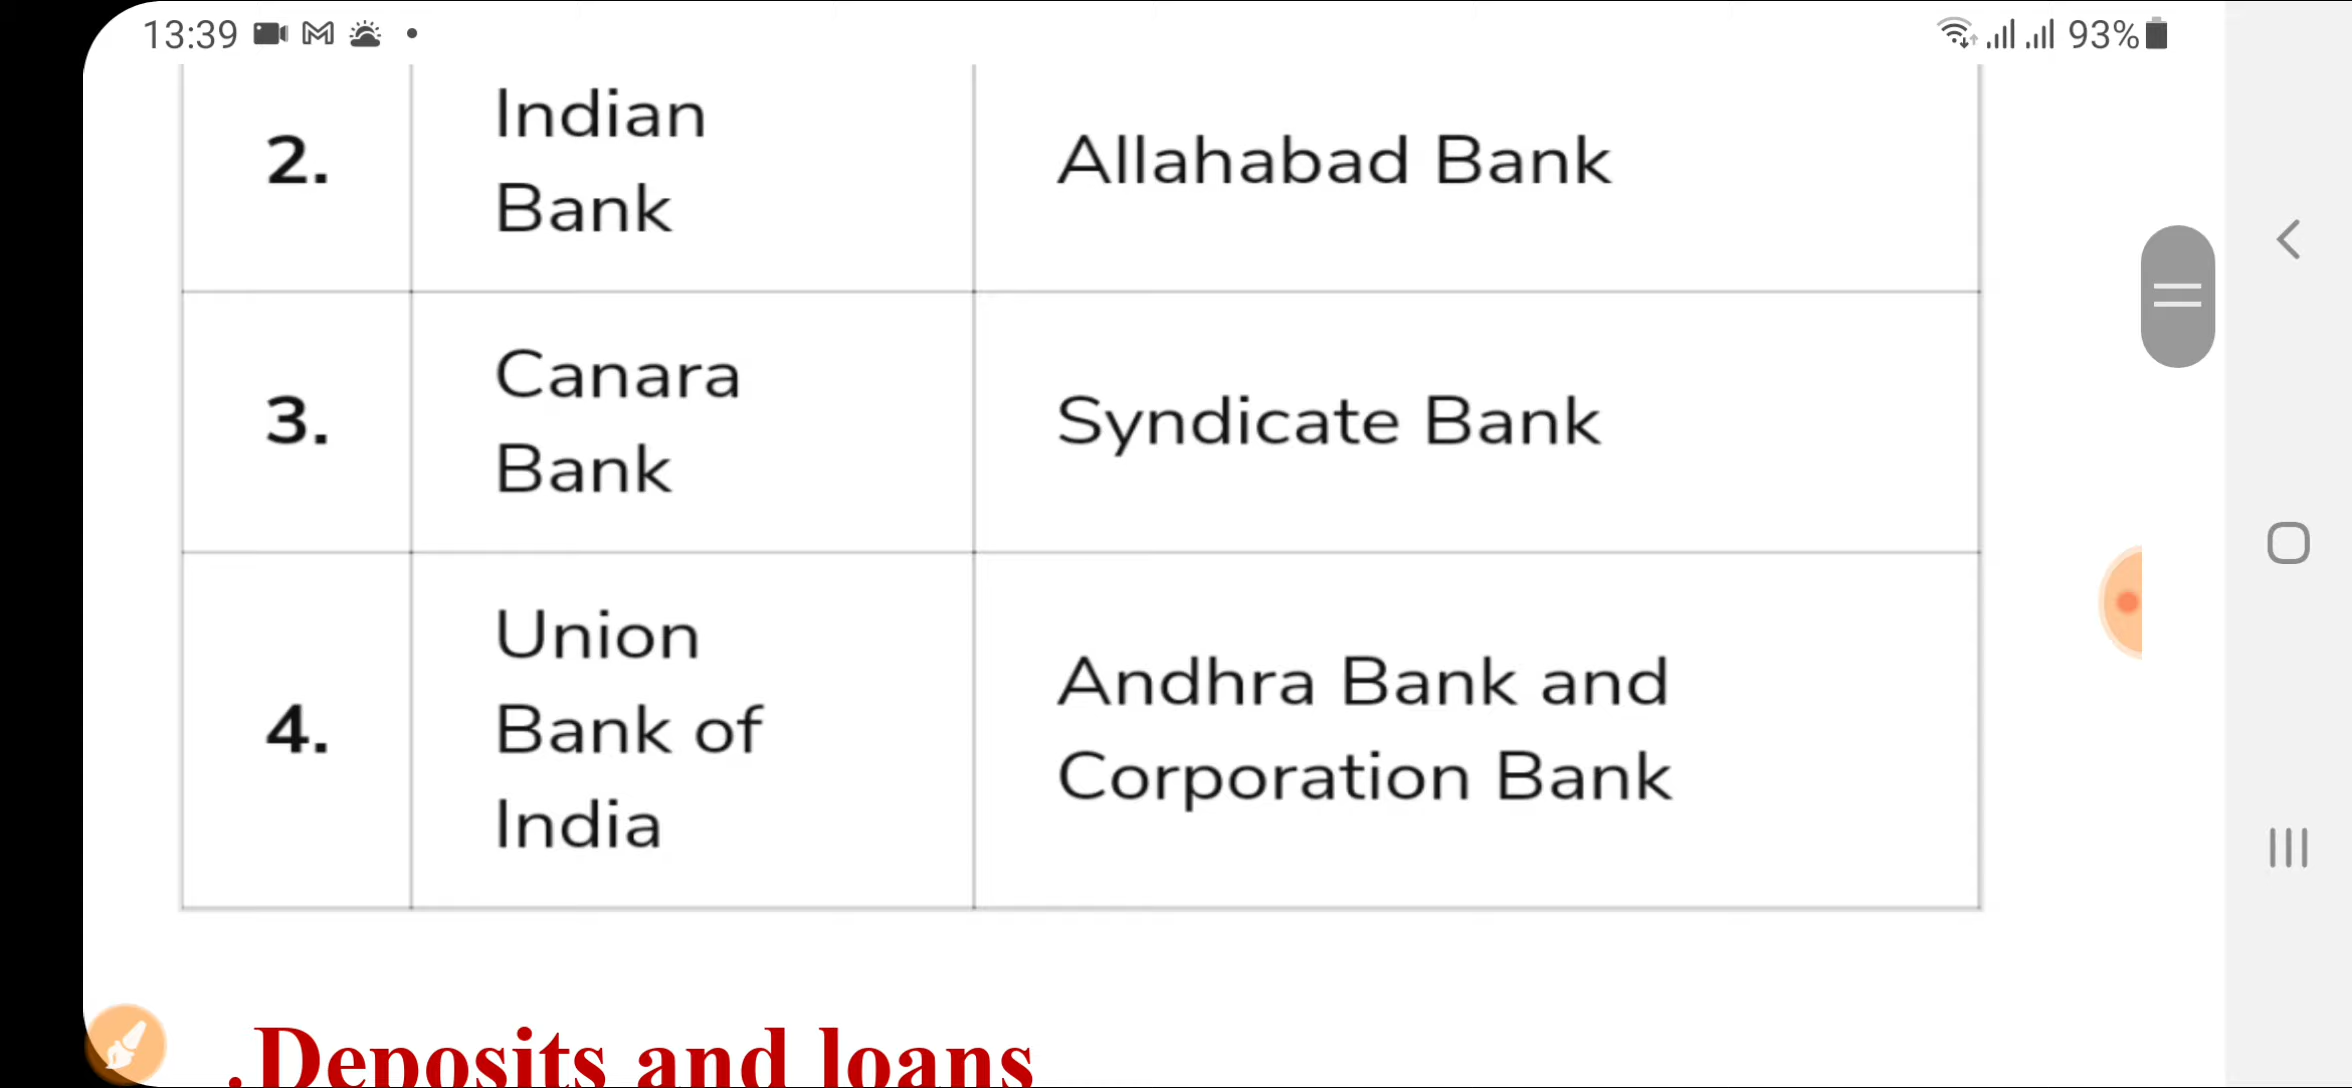 13:39
93%
2.
Indian
Bank
Allahabad Bank
3.
Canara
Bank
Syndicate Bank
4.
Union
Bank of
India
Andhra Bank and
Corporation Bank
.Deposits and loans